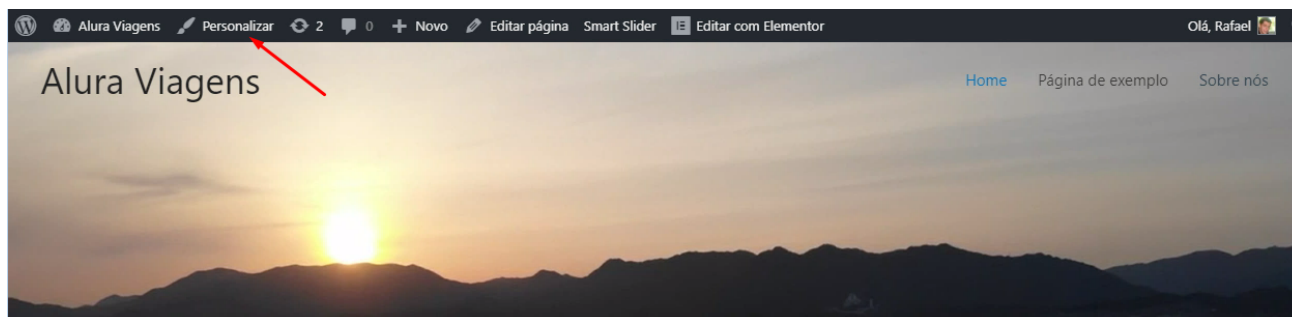 Alura Viagens Personalizar 2 0 + Novo Editar página Smart Slider Editar com Elementor Olá, Rafael
Alura Viagens Home Página de exemplo Sobre nós